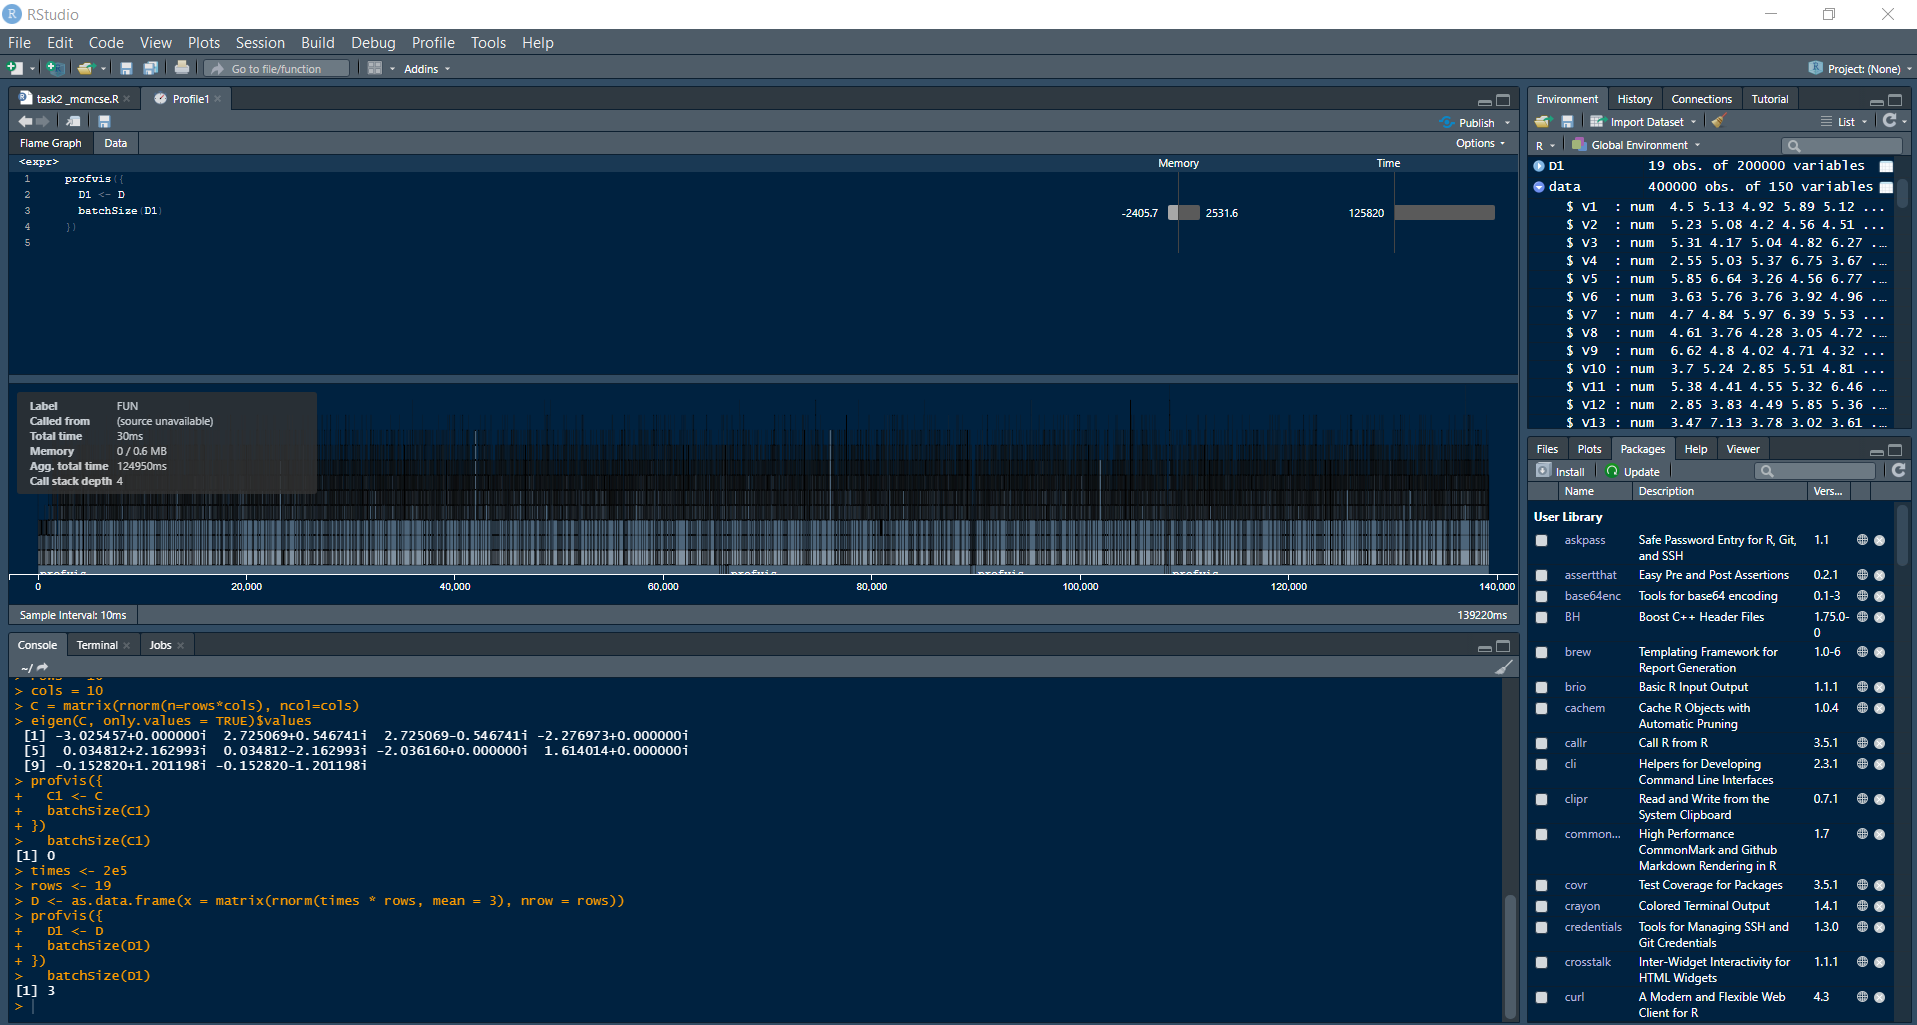 RStudio
File Edit Code View Plots Session Build Debug Profile Tools Help
Go to file/function Addins Project: (None)
task2_mcmcse.R Profile1
Publish
Flame Graph Data Options
<expr> Memory Time
1 profvis({
2 D1 <- D
3 batchSize(D1) -2405.7 2531.6 125820
4 })
5
Label FUN
Called from (source unavailable)
Total time 30ms
Memory 0 / 0.6 MB
Agg. total time 124950ms
Call stack depth 4
profvis profvis profvis profvis
0 20,000 40,000 60,000 80,000 100,000 120,000 140,000
Sample Interval: 10ms 139220ms
Console Terminal Jobs
~/
> cols = 10
> C = matrix(rnorm(n=rows*cols), ncol=cols)
> eigen(C, only.values = TRUE)$values
[1] -3.025457+0.000000i 2.725069+0.546741i 2.725069-0.546741i -2.276973+0.000000i
[5] 0.034812+2.162993i 0.034812-2.162993i -2.036160+0.000000i 1.614014+0.000000i
[9] -0.152820+1.201198i -0.152820-1.201198i
> profvis({
+ C1 <- C
+ batchSize(C1)
+ })
> batchSize(C1)
[1] 0
> times <- 2e5
> rows <- 19
> D <- as.data.frame(x = matrix(rnorm(times * rows, mean = 3), nrow = rows))
> profvis({
+ D1 <- D
+ batchSize(D1)
+ })
> batchSize(D1)
[1] 3
>
Environment History Connections Tutorial
Import Dataset List
R Global Environment
D1 19 obs. of 200000 variables
data 400000 obs. of 150 variables
$ V1 : num 4.5 5.13 4.92 5.89 5.12 ...
$ V2 : num 5.23 5.08 4.2 4.56 4.51 ...
$ V3 : num 5.31 4.17 5.04 4.82 6.27 ...
$ V4 : num 2.55 5.03 5.37 6.75 3.67 ...
$ V5 : num 5.85 6.64 3.26 4.56 6.77 ...
$ V6 : num 3.63 5.76 3.76 3.92 4.96 ...
$ V7 : num 4.7 4.84 5.97 6.39 5.53 ...
$ V8 : num 4.61 3.76 4.28 3.05 4.72 ...
$ V9 : num 6.62 4.8 4.02 4.71 4.32 ...
$ V10 : num 3.7 5.24 2.85 5.51 4.81 ...
$ V11 : num 5.38 4.41 4.55 5.32 6.46 ...
$ V12 : num 2.85 3.83 4.49 5.85 5.36 ...
$ V13 : num 3.47 7.13 3.78 3.02 3.61 ...
Files Plots Packages Help Viewer
Install Update
Name Description Vers...
User Library
askpass Safe Password Entry for R, Git, 1.1
and SSH
assertthat Easy Pre and Post Assertions 0.2.1
base64enc Tools for base64 encoding 0.1-3
BH Boost C++ Header Files 1.75.0-
0
brew Templating Framework for 1.0-6
Report Generation
brio Basic R Input Output 1.1.1
cachem Cache R Objects with 1.0.4
Automatic Pruning
callr Call R from R 3.5.1
cli Helpers for Developing 2.3.1
Command Line Interfaces
clipr Read and Write from the 0.7.1
System Clipboard
common... High Performance 1.7
CommonMark and Github
Markdown Rendering in R
covr Test Coverage for Packages 3.5.1
crayon Colored Terminal Output 1.4.1
credentials Tools for Managing SSH and 1.3.0
Git Credentials
crosstalk Inter-Widget Interactivity for 1.1.1
HTML Widgets
curl A Modern and Flexible Web 4.3
Client for R